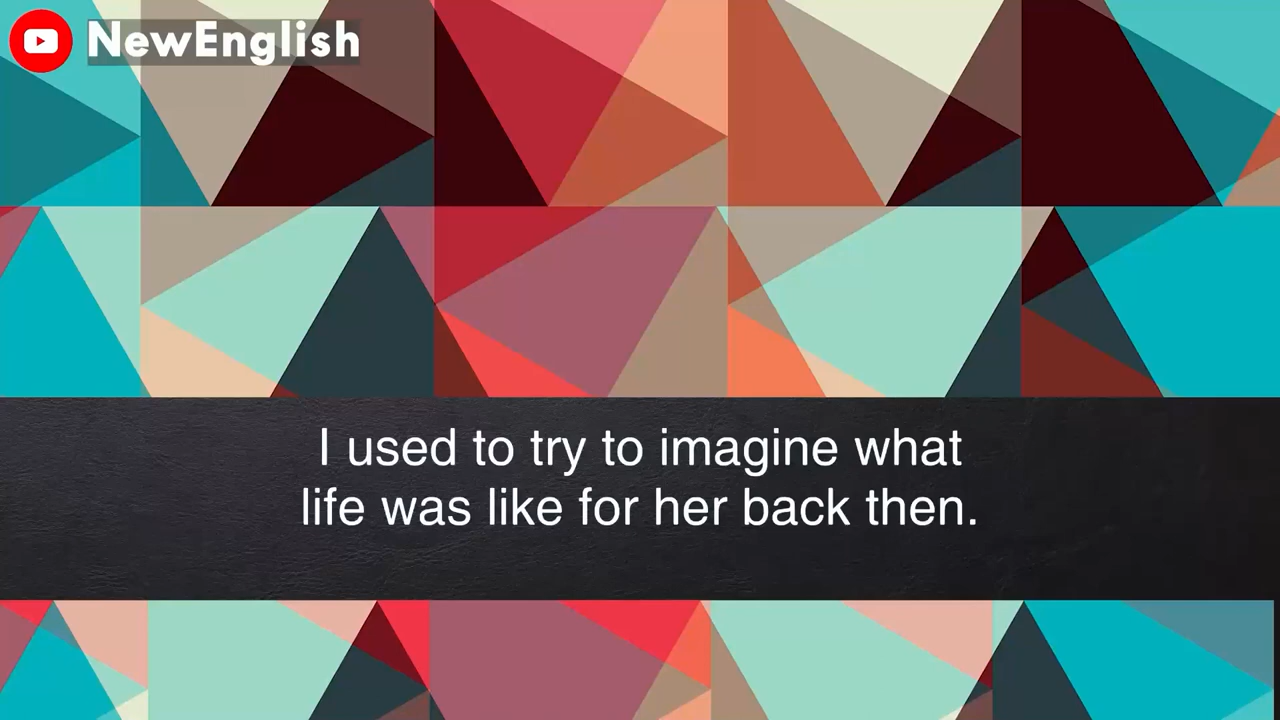 NewEnglish
I used to try to imagine what
life was like for her back then.